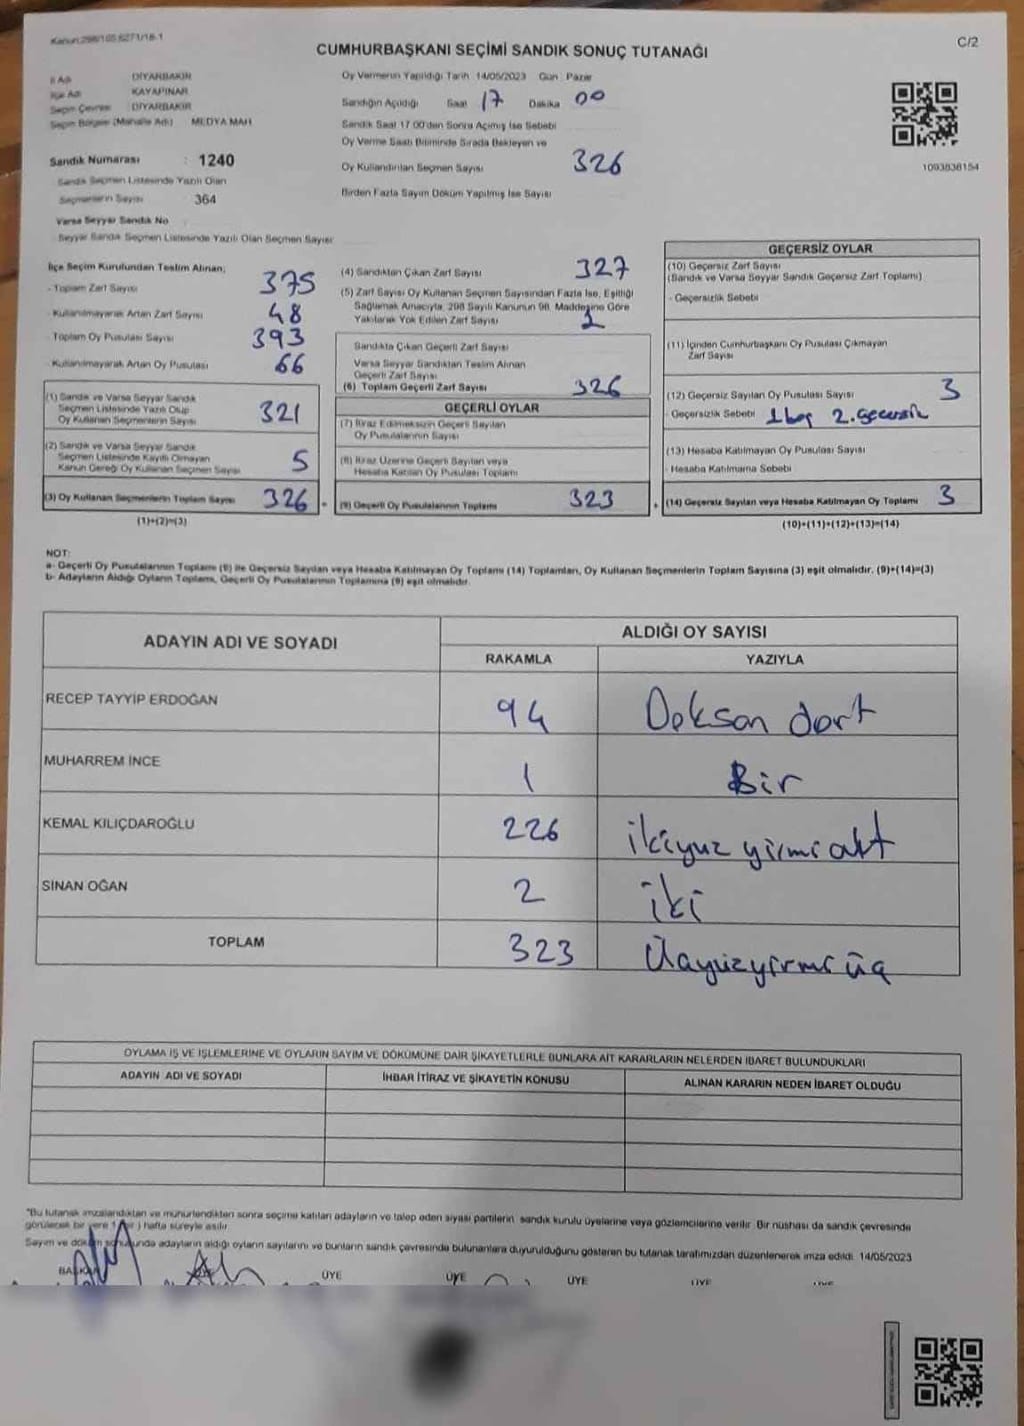 Kanun:298/105,6271/18-1
C/2
CUMHURBAŞKANI SEÇİMİ SANDIK SONUÇ TUTANAĞI
İl Adı DİYARBAKIR
İlçe Adı KAYAPINAR
Seçim Çevresi DİYARBAKIR
Seçim Bölgesi (Mahalle Adı) MEDYA MAH
Sandık Numarası : 1240
Sandık Seçmen Listesinde Yazılı Olan
Seçmenlerin Sayısı 364
Varsa Seyyar Sandık No
Seyyar Sandık Seçmen Listesinde Yazılı Olan Seçmen Sayısı
Oy Vermenin Yapıldığı Tarih 14/05/2023 Gün Pazar
Sandığın Açıldığı Saat 17 Dakika 00
Sandık Saat 17.00'den Sonra Açılmış İse Sebebi
Oy Verme Saati Bitiminde Sırada Bekleyen ve
Oy Kullandırılan Seçmen Sayısı 326
Birden Fazla Sayım Döküm Yapılmış İse Sayısı
1093838154
İlçe Seçim Kurulundan Teslim Alınan;
- Toplam Zarf Sayısı 375
- Kullanılmayarak Artan Zarf Sayısı 48
- Toplam Oy Pusulası Sayısı 393
- Kullanılmayarak Artan Oy Pusulası 66
(1) Sandık ve Varsa Seyyar Sandık
Seçmen Listesinde Yazılı Olup
Oy Kullanan Seçmenlerin Sayısı 321
(2) Sandık ve Varsa Seyyar Sandık
Seçmen Listesinde Kayıtlı Olmayan
Kanun Gereği Oy Kullanan Seçmen Sayısı 5
(3) Oy Kullanan Seçmenlerin Toplam Sayısı 326 =
(1)+(2)=(3)
(4) Sandıktan Çıkan Zarf Sayısı 327
(5) Zarf Sayısı Oy Kullanan Seçmen Sayısından Fazla İse, Eşitliği
Sağlamak Amacıyla, 298 Sayılı Kanunun 98. Maddesine Göre
Yakılarak Yok Edilen Zarf Sayısı 1
Sandıkta Çıkan Geçerli Zarf Sayısı
Varsa Seyyar Sandıktan Teslim Alınan
Geçerli Zarf Sayısı
(6) Toplam Geçerli Zarf Sayısı 326
GEÇERLİ OYLAR
(7) İtiraz Edilmeksizin Geçerli Sayılan
Oy Pusulalarının Sayısı
(8) İtiraz Üzerine Geçerli Sayılan veya
Hesaba Katılan Oy Pusulası Toplamı
(9) Geçerli Oy Pusulalarının Toplamı 323 +
GEÇERSİZ OYLAR
(10) Geçersiz Zarf Sayısı
(Sandık ve Varsa Seyyar Sandık Geçersiz Zarf Toplamı)
- Geçersizlik Sebebi
(11) İçinden Cumhurbaşkanı Oy Pusulası Çıkmayan
Zarf Sayısı
(12) Geçersiz Sayılan Oy Pusulası Sayısı 3
- Geçersizlik Sebebi 1 boş 2. geçersiz
(13) Hesaba Katılmayan Oy Pusulası Sayısı
- Hesaba Katılmama Sebebi
(14) Geçersiz Sayılan veya Hesaba Katılmayan Oy Toplamı 3
(10)+(11)+(12)+(13)=(14)
NOT:
a- Geçerli Oy Pusulalarının Toplamı (9) ile Geçersiz Sayılan veya Hesaba Katılmayan Oy Toplamı (14) Toplamları, Oy Kullanan Seçmenlerin Toplam Sayısına (3) eşit olmalıdır. (9)+(14)=(3)
b- Adayların Aldığı Oyların Toplamı, Geçerli Oy Pusulalarının Toplamına (9) eşit olmalıdır.
ADAYIN ADI VE SOYADI
ALDIĞI OY SAYISI
RAKAMLA YAZIYLA
RECEP TAYYİP ERDOĞAN 94 Doksan dort
MUHARREM İNCE 1 Bir
KEMAL KILIÇDAROĞLU 226 ikiyuz yirmi altı
SİNAN OĞAN 2 iki
TOPLAM 323 Üçyüzyirmi üç
OYLAMA İŞ VE İŞLEMLERİNE VE OYLARIN SAYIM VE DÖKÜMÜNE DAİR ŞİKAYETLERLE BUNLARA AİT KARARLARIN NELERDEN İBARET BULUNDUKLARI
ADAYIN ADI VE SOYADI İHBAR İTİRAZ VE ŞİKAYETİN KONUSU ALINAN KARARIN NEDEN İBARET OLDUĞU
"Bu tutanak imzalandıktan ve mühürlendikten sonra seçime katılan adayların ve talep eden siyasi partilerin sandık kurulu üyelerine veya gözlemcilerine verilir. Bir nüshası da sandık çevresinde
görülecek bir yere 1 (bir) hafta süreyle asılır
Sayım ve döküm sonunda adayların aldığı oyların sayılarını ve bunların sandık çevresinde bulunanlara duyurulduğunu gösteren bu tutanak tarafımızdan düzenlenerek imza edildi. 14/05/2023
BAŞKAN ÜYE ÜYE ÜYE ÜYE